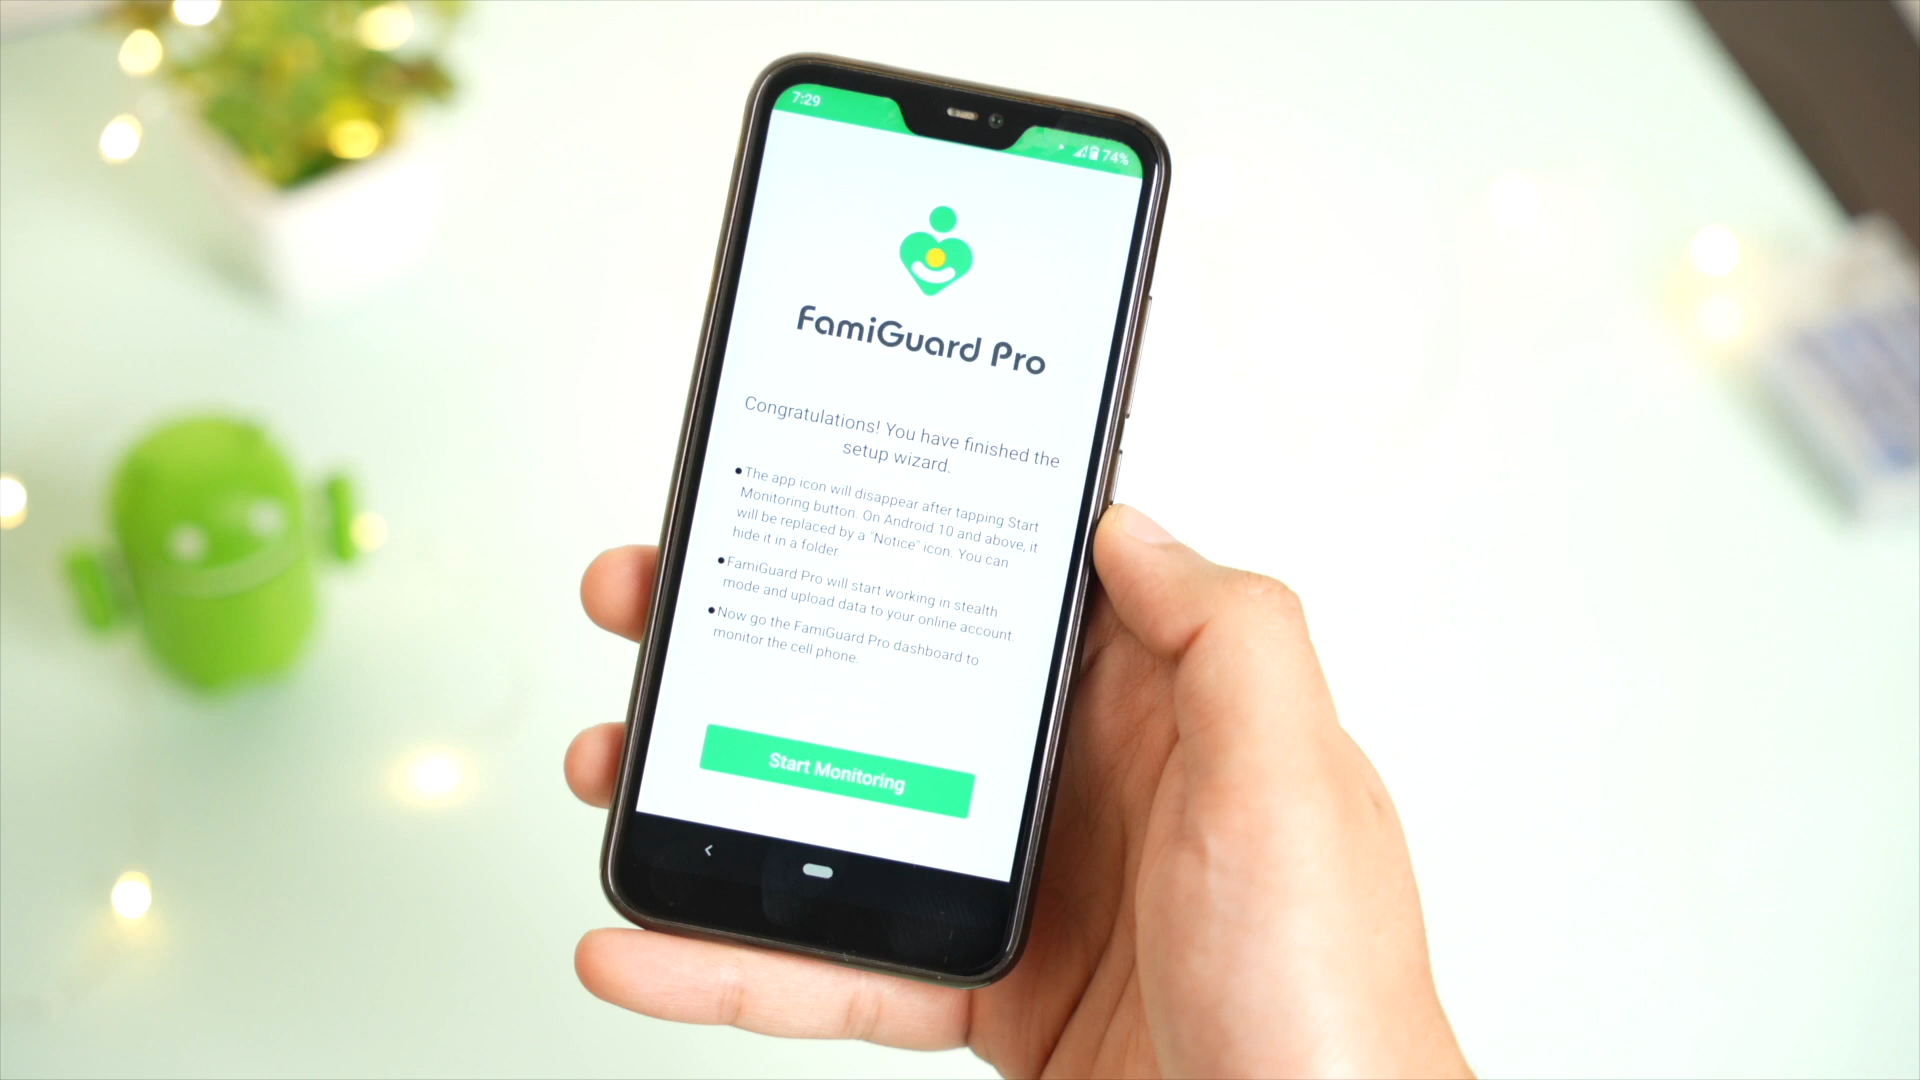 7:29
74%
FamiGuard Pro
Congratulations! You have finished the
setup wizard.
• The app icon will disappear after tapping Start
Monitoring button. On Android 10 and above, it
will be replaced by a "Notice" icon. You can
hide it in a folder.
• FamiGuard Pro will start working in stealth
mode and upload data to your online account.
• Now go the FamiGuard Pro dashboard to
monitor the cell phone.
Start Monitoring